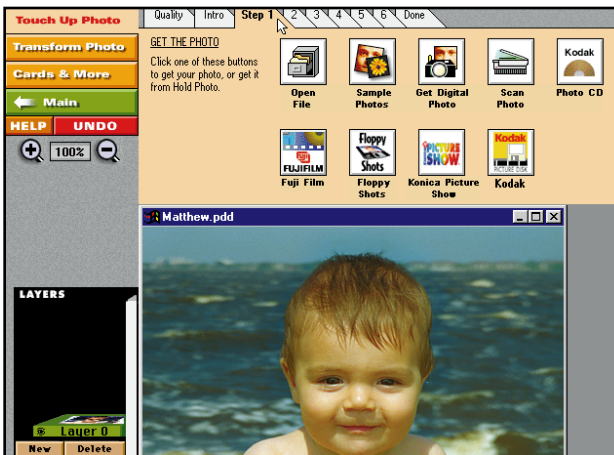 Touch Up Photo
Transform Photo
Cards & More
Main
HELP UNDO
100%
LAYERS
Layer 0
New Delete
Quality Intro Step 1 2 3 4 5 6 Done
GET THE PHOTO
Click one of these buttons
to get your photo, or get it
from Hold Photo.
Open
File
Sample
Photos
Get Digital
Photo
Scan
Photo
Kodak
Photo CD
FUJIFILM
Fuji Film
Floppy
Shots
Floppy
Shots
PICTURE
SHOW
Konica Picture
Show
Kodak
PICTURE DISK
Kodak
Matthew.pdd